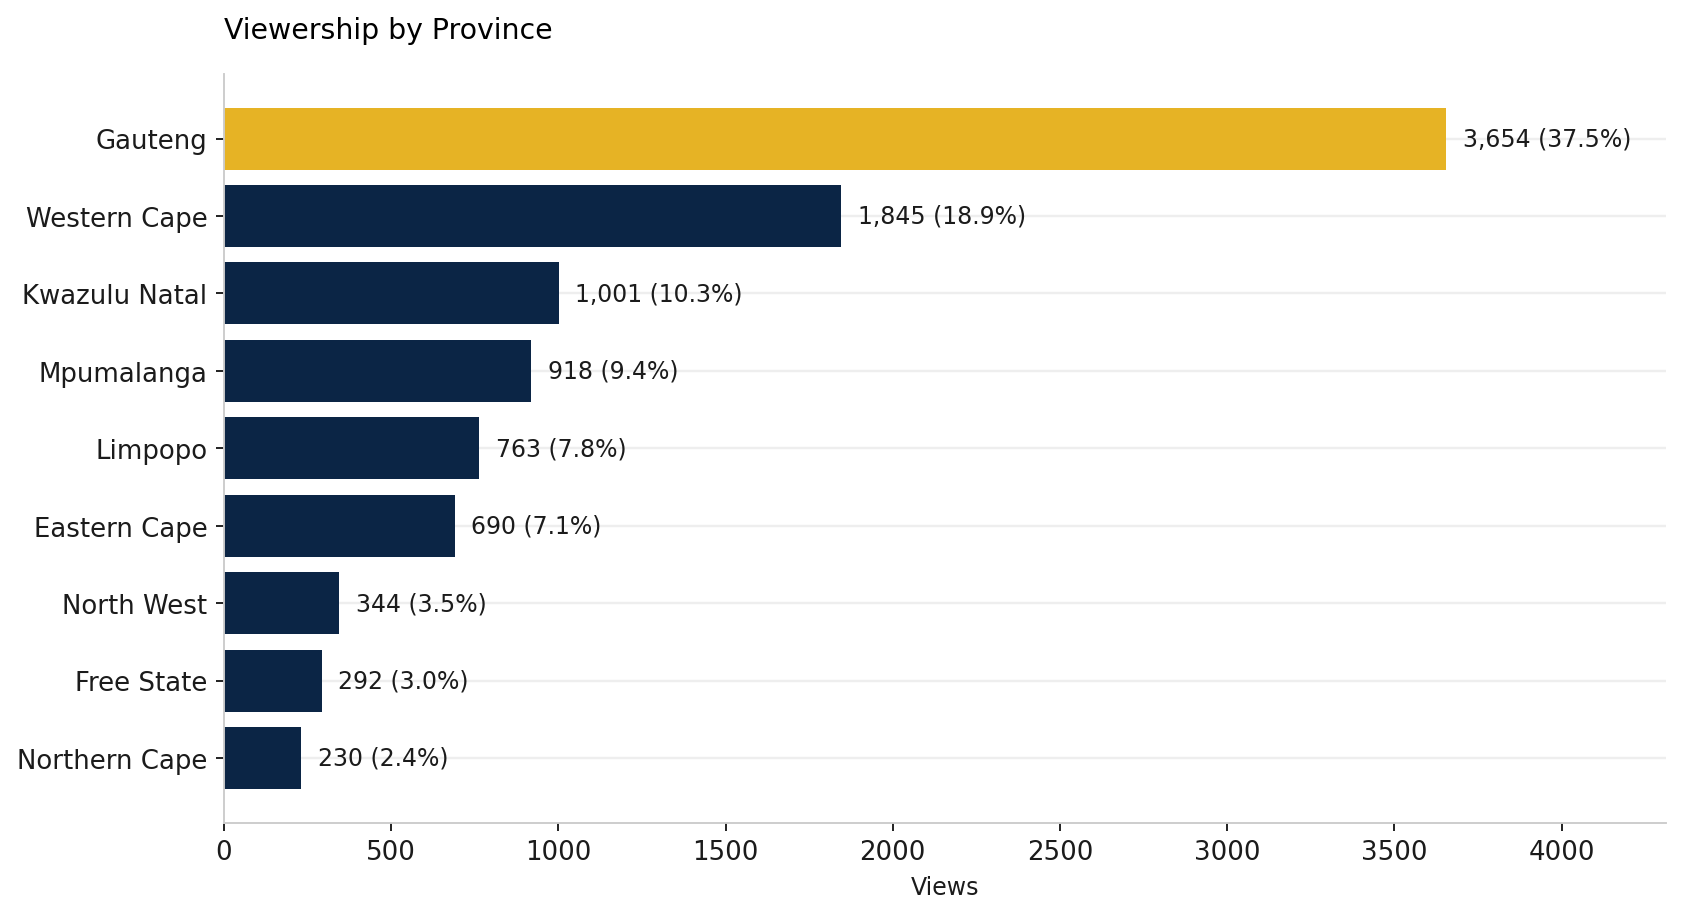 Viewership by Province
Gauteng 3,654 (37.5%)
Western Cape 1,845 (18.9%)
Kwazulu Natal 1,001 (10.3%)
Mpumalanga 918 (9.4%)
Limpopo 763 (7.8%)
Eastern Cape 690 (7.1%)
North West 344 (3.5%)
Free State 292 (3.0%)
Northern Cape 230 (2.4%)
0 500 1000 1500 2000 2500 3000 3500 4000
Views